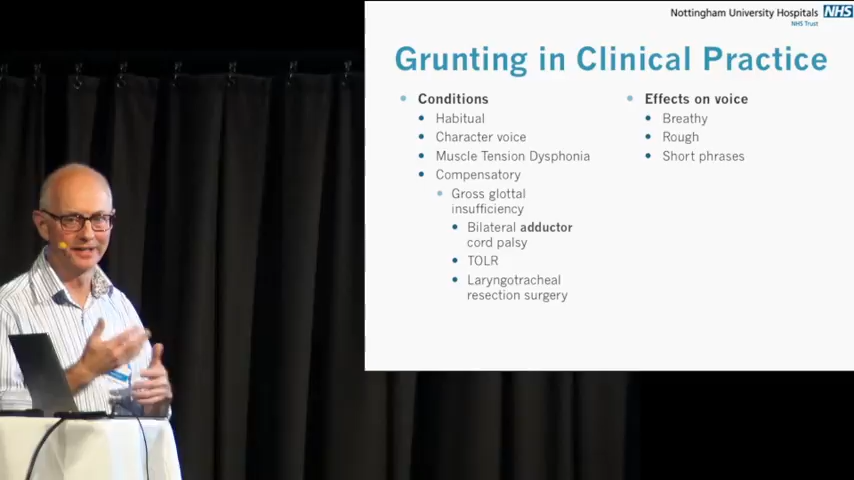 Nottingham University Hospitals NHS
NHS Trust
Grunting in Clinical Practice
Conditions
Habitual
Character voice
Muscle Tension Dysphonia
Compensatory
Gross glottal
insufficiency
Bilateral adductor
cord palsy
TOLR
Laryngotracheal
resection surgery
Effects on voice
Breathy
Rough
Short phrases